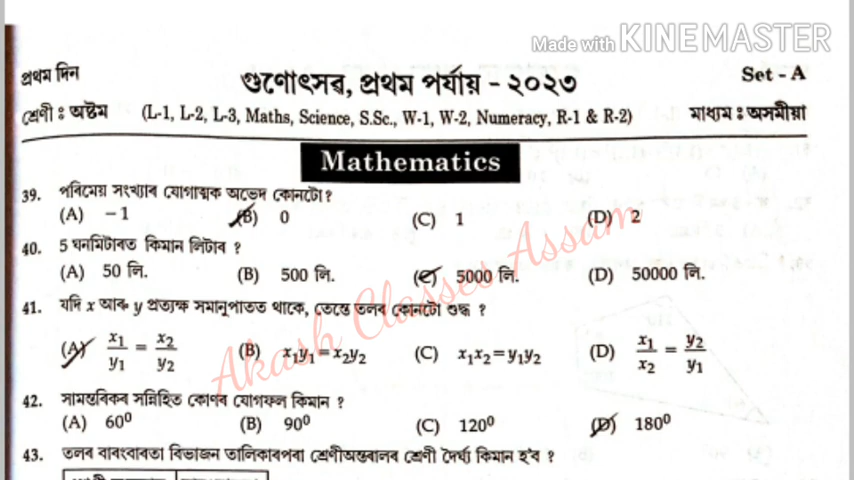 Made with KINEMASTER
প্ৰথম দিন
গুণোৎসৱ, প্ৰথম পৰ্যায় - ২০২৩
Set - A
শ্ৰেণী : অষ্টম
(L-1, L-2, L-3, Maths, Science, S.Sc., W-1, W-2, Numeracy, R-1 & R-2)
মাধ্যম : অসমীয়া
Mathematics
39. পৰিমেয় সংখ্যাৰ যোগাত্মক অভেদ কোনটো?
(A) −1 (B) 0 (C) 1 (D) 2
40. 5 ঘনমিটাৰত কিমান লিটাৰ ?
(A) 50 লি. (B) 500 লি. (C) 5000 লি. (D) 50000 লি.
41. যদি x আৰু y প্ৰত্যক্ষ সমানুপাতত থাকে, তেন্তে তলৰ কোনটো শুদ্ধ ?
(A) x₁/y₁ = x₂/y₂ (B) x₁y₁=x₂y₂ (C) x₁x₂=y₁y₂ (D) x₁/x₂ = y₂/y₁
42. সামন্তৰিকৰ সন্নিহিত কোণৰ যোগফল কিমান ?
(A) 60⁰ (B) 90⁰ (C) 120⁰ (D) 180⁰
43. তলৰ বাৰংবাৰতা বিভাজন তালিকাৰপৰা শ্ৰেণীঅন্তৰালৰ শ্ৰেণী দৈৰ্ঘ্য কিমান হ'ব ?
Akash Classes Assam